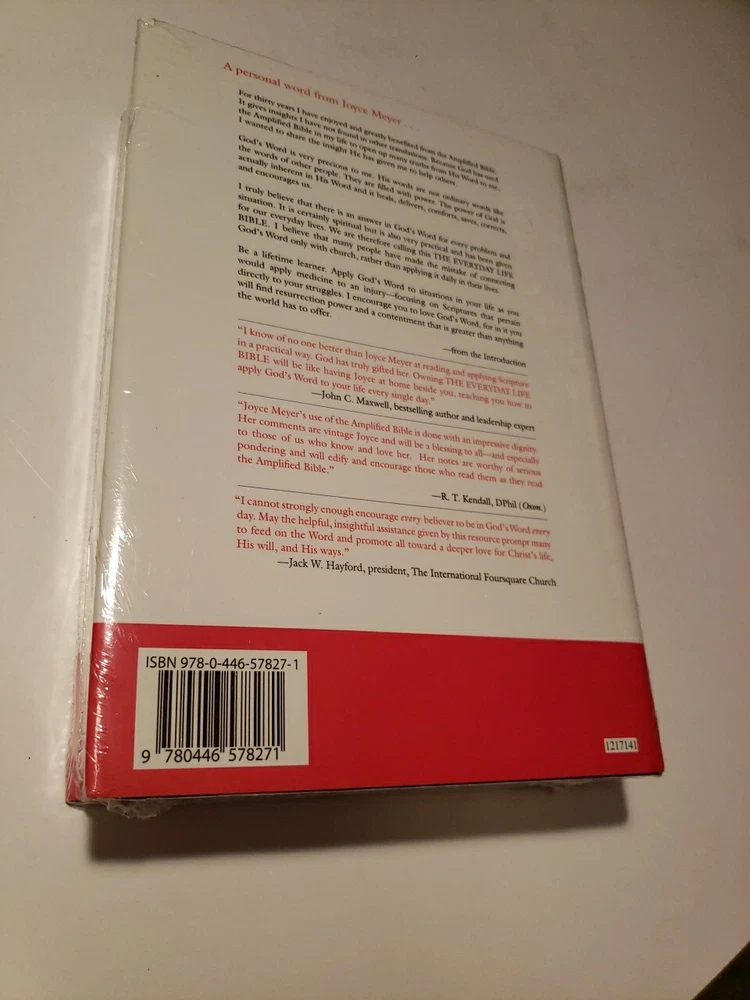 A personal word from Joyce Meyer . . .
For thirty years I have enjoyed and greatly benefited from the Amplified Bible.
It gives insights I have not found in other translations. Because God has used
the Amplified Bible in my life to open up many truths from His Word to me,
I wanted to share the insight He has given me to help others.
God's Word is very precious to me. His words are not ordinary words like
the words of other people. They are filled with power. The power of God is
actually inherent in His Word and it heals, delivers, comforts, saves, corrects,
and encourages us.
I truly believe that there is an answer in God's Word for every problem and
situation. It is certainly spiritual but is also very practical and has been given
for our everyday lives. We are therefore calling this THE EVERYDAY LIFE
BIBLE. I believe that many people have made the mistake of connecting
God's Word only with church, rather than applying it daily in their lives.
Be a lifetime learner. Apply God's Word to situations in your life as you
would apply medicine to an injury—focusing on Scriptures that pertain
directly to your struggles. I encourage you to love God's Word, for in it you
will find resurrection power and a contentment that is greater than anything
the world has to offer.
—from the Introduction
"I know of no one better than Joyce Meyer at reading and applying Scripture
in a practical way. God has truly gifted her. Owning THE EVERYDAY LIFE
BIBLE will be like having Joyce at home beside you, teaching you how to
apply God's Word to your life every single day."
—John C. Maxwell, bestselling author and leadership expert
"Joyce Meyer's use of the Amplified Bible is done with an impressive dignity.
Her comments are vintage Joyce and will be a blessing to all—and especially
to those of us who know and love her. Her notes are worthy of serious
pondering and will edify and encourage those who read them as they read
the Amplified Bible."
—R. T. Kendall, DPhil (Oxon.)
"I cannot strongly enough encourage every believer to be in God's Word every
day. May the helpful, insightful assistance given by this resource prompt many
to feed on the Word and promote all toward a deeper love for Christ's life,
His will, and His ways."
—Jack W. Hayford, president, The International Foursquare Church
ISBN 978-0-446-57827-1
9 780446 578271
1217141